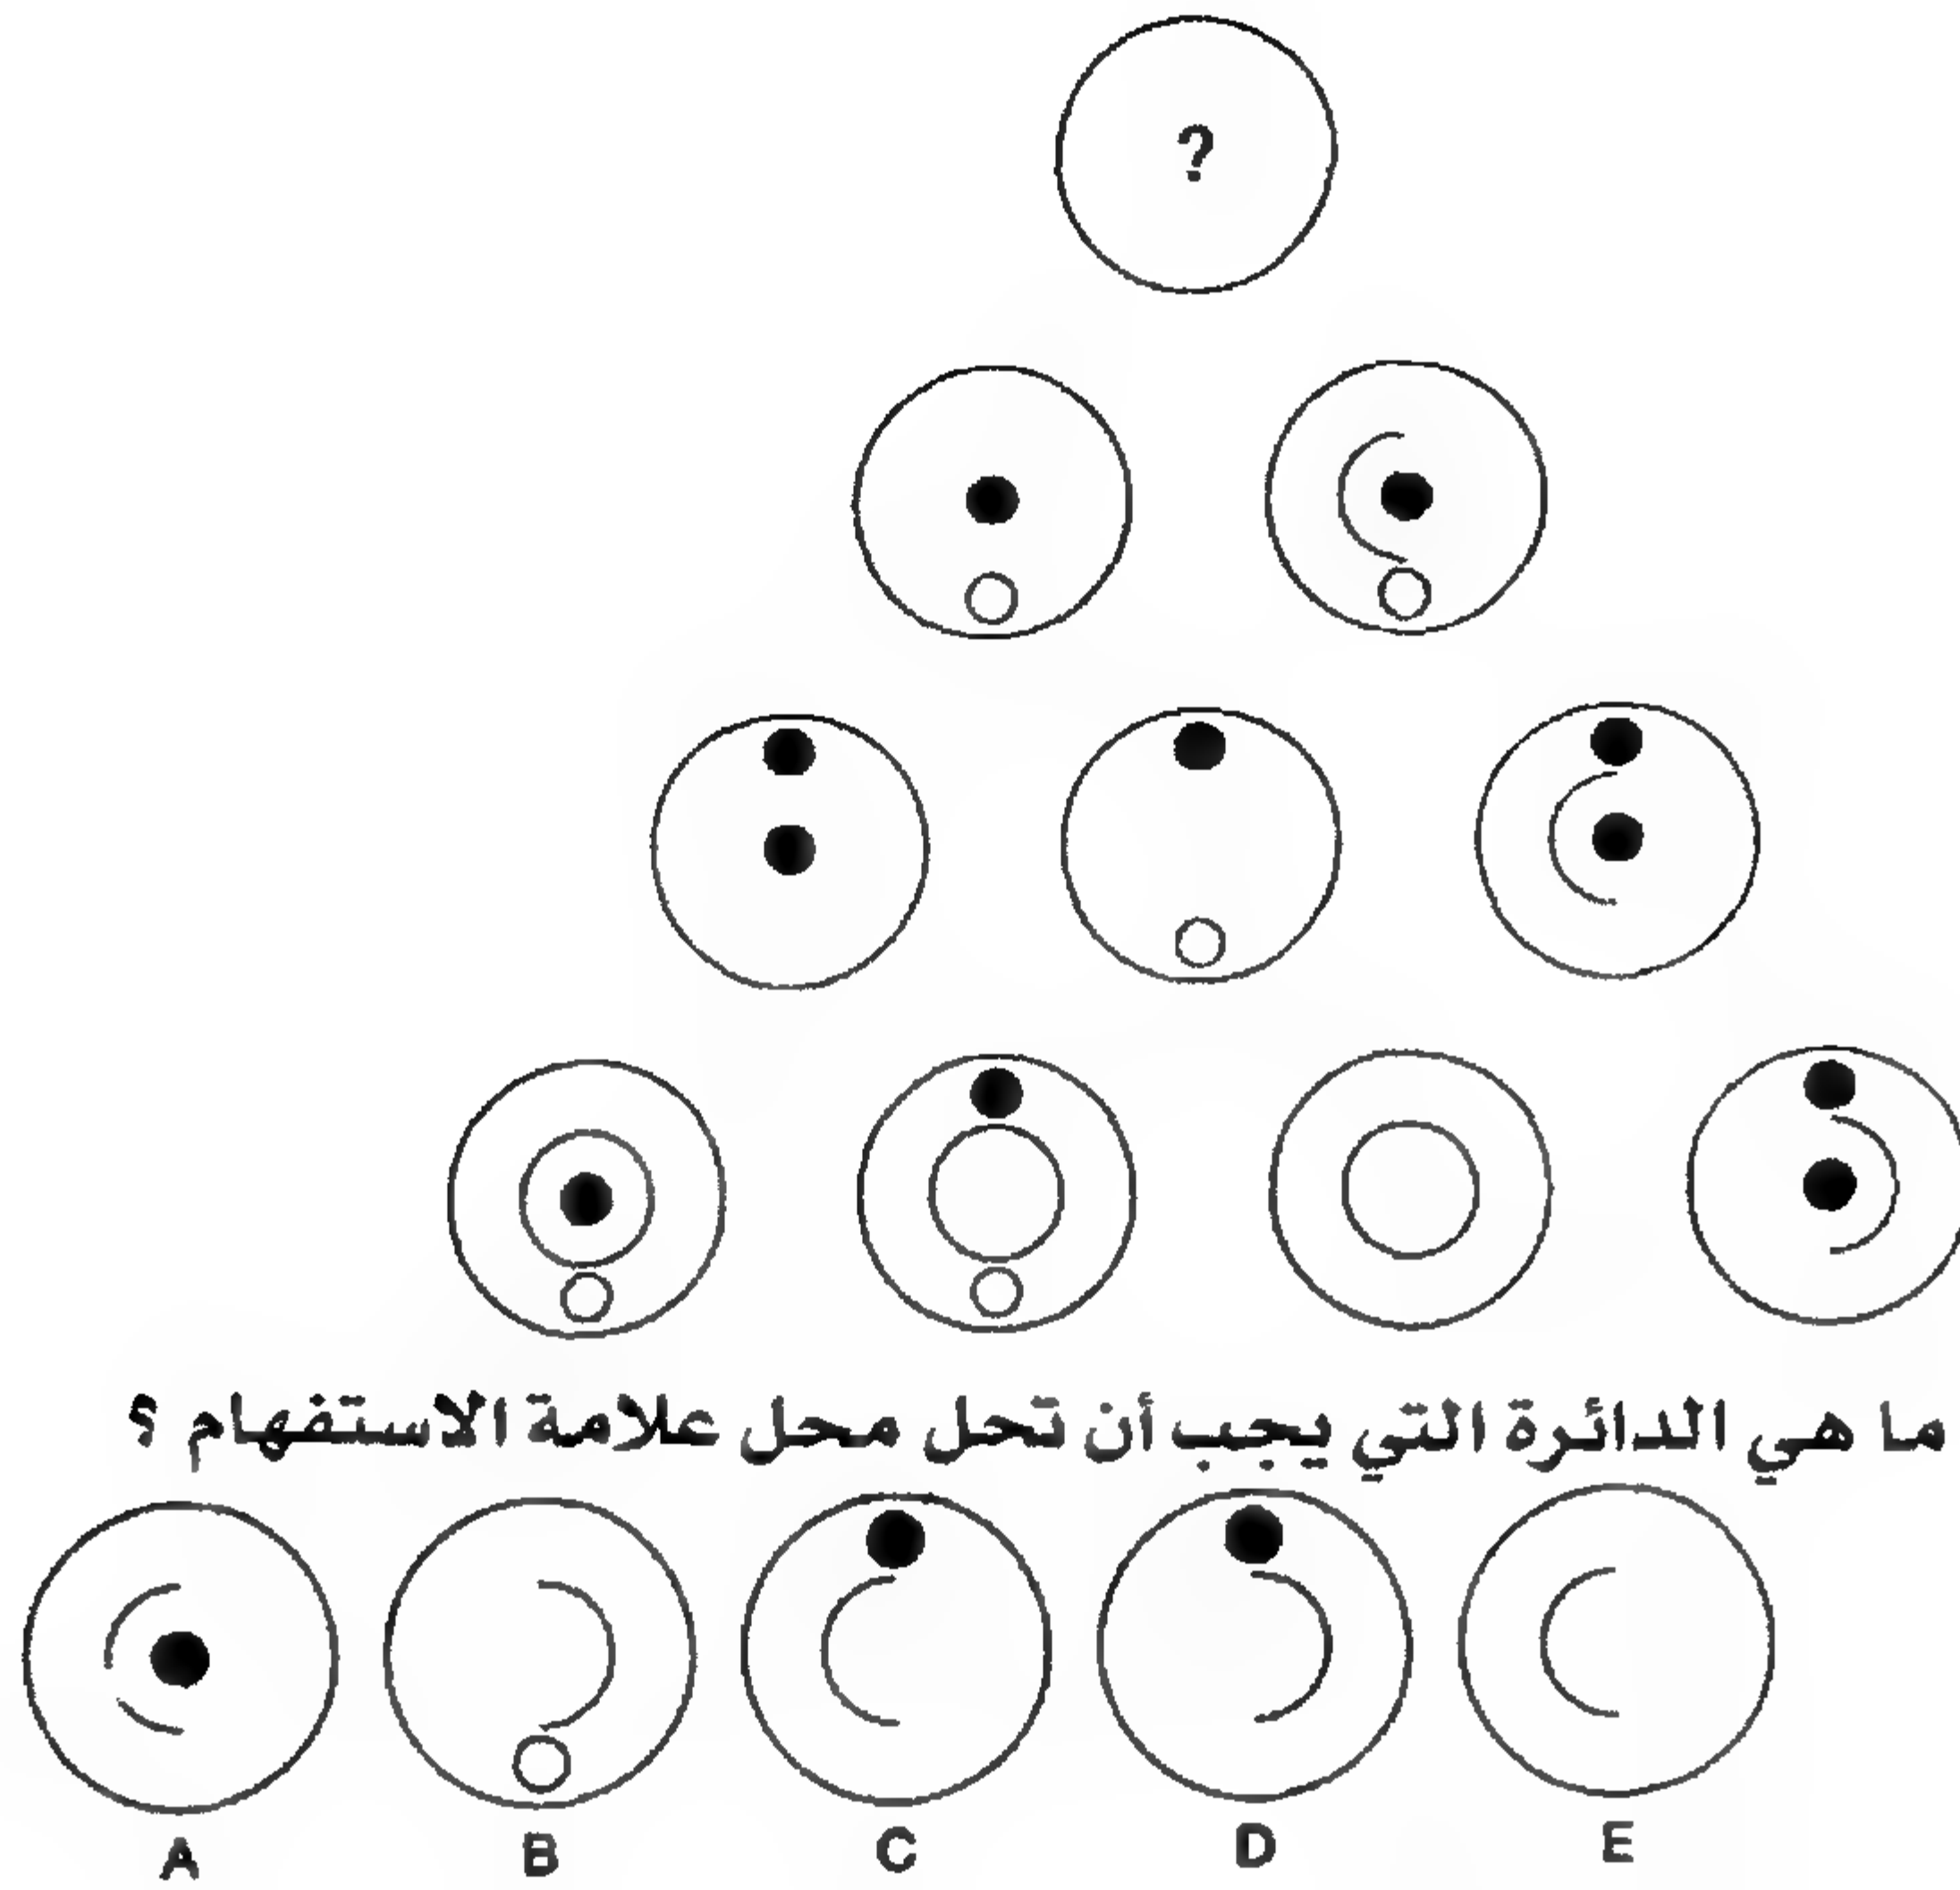 ?
ما هي الدائرة التي يجب أن تحل محل علامة الاستفهام ؟
A B C D E